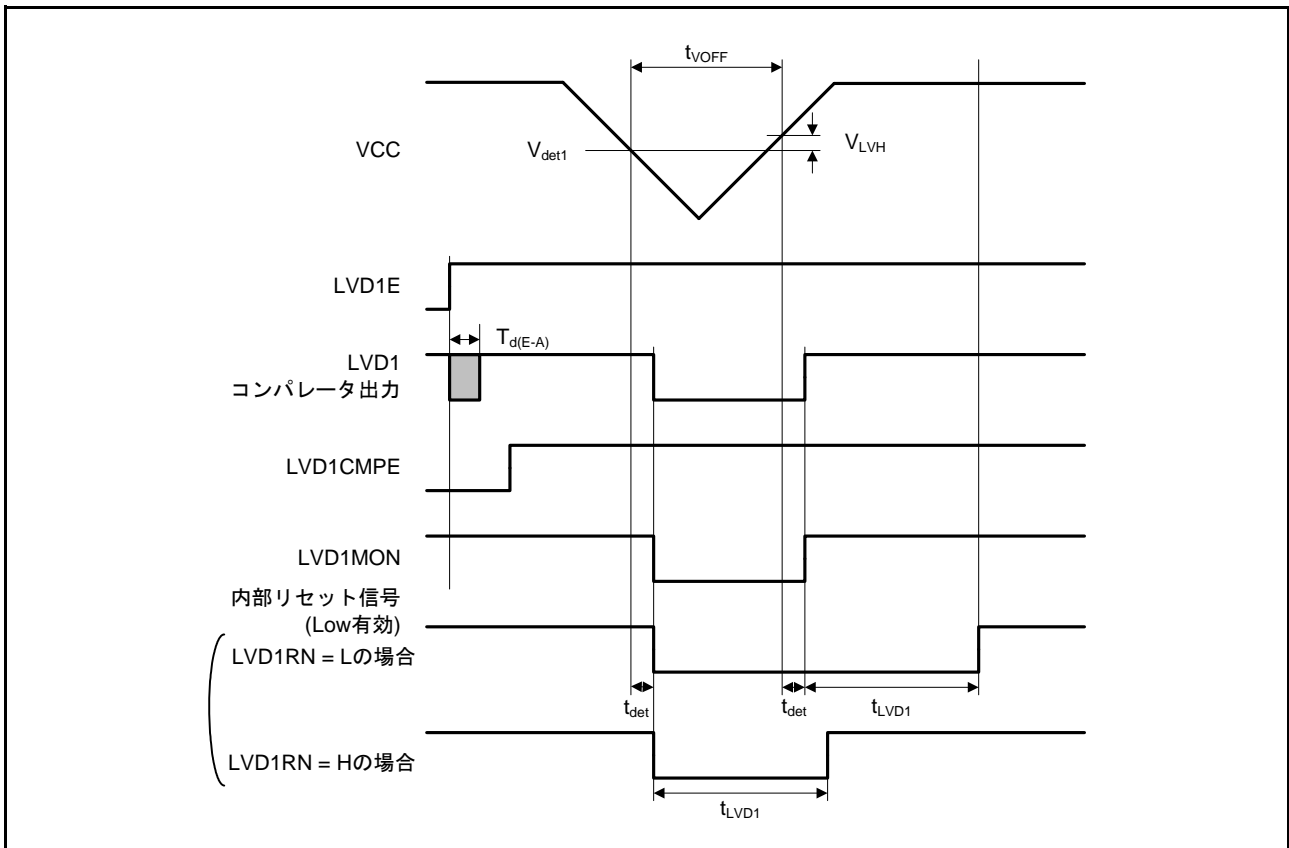 tVOFF
VCC
Vdet1
VLVH
LVD1E
Td(E-A)
LVD1
コンパレータ出力
LVD1CMPE
LVD1MON
内部リセット信号
(Low有効)
LVD1RN = Lの場合
tdet
tdet
tLVD1
LVD1RN = Hの場合
tLVD1